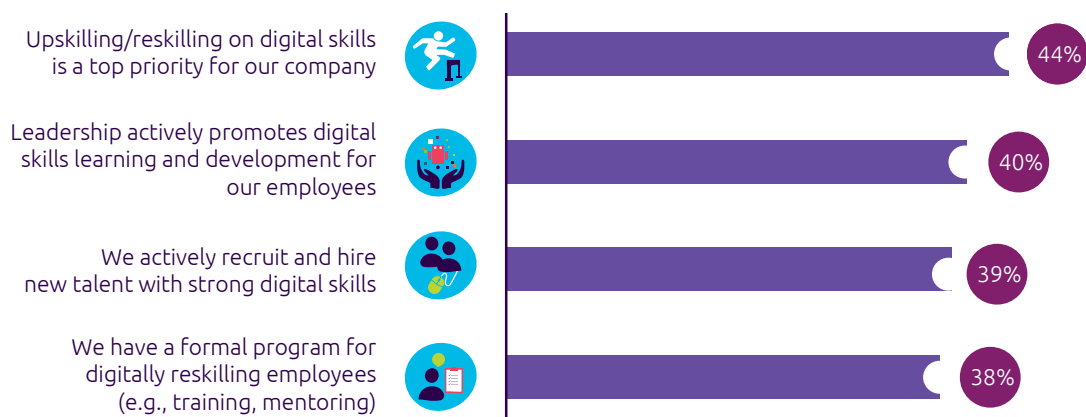 Upskilling/reskilling on digital skills
is a top priority for our company
44%
Leadership actively promotes digital
skills learning and development for
our employees
40%
We actively recruit and hire
new talent with strong digital skills
39%
We have a formal program for
digitally reskilling employees
(e.g., training, mentoring)
38%